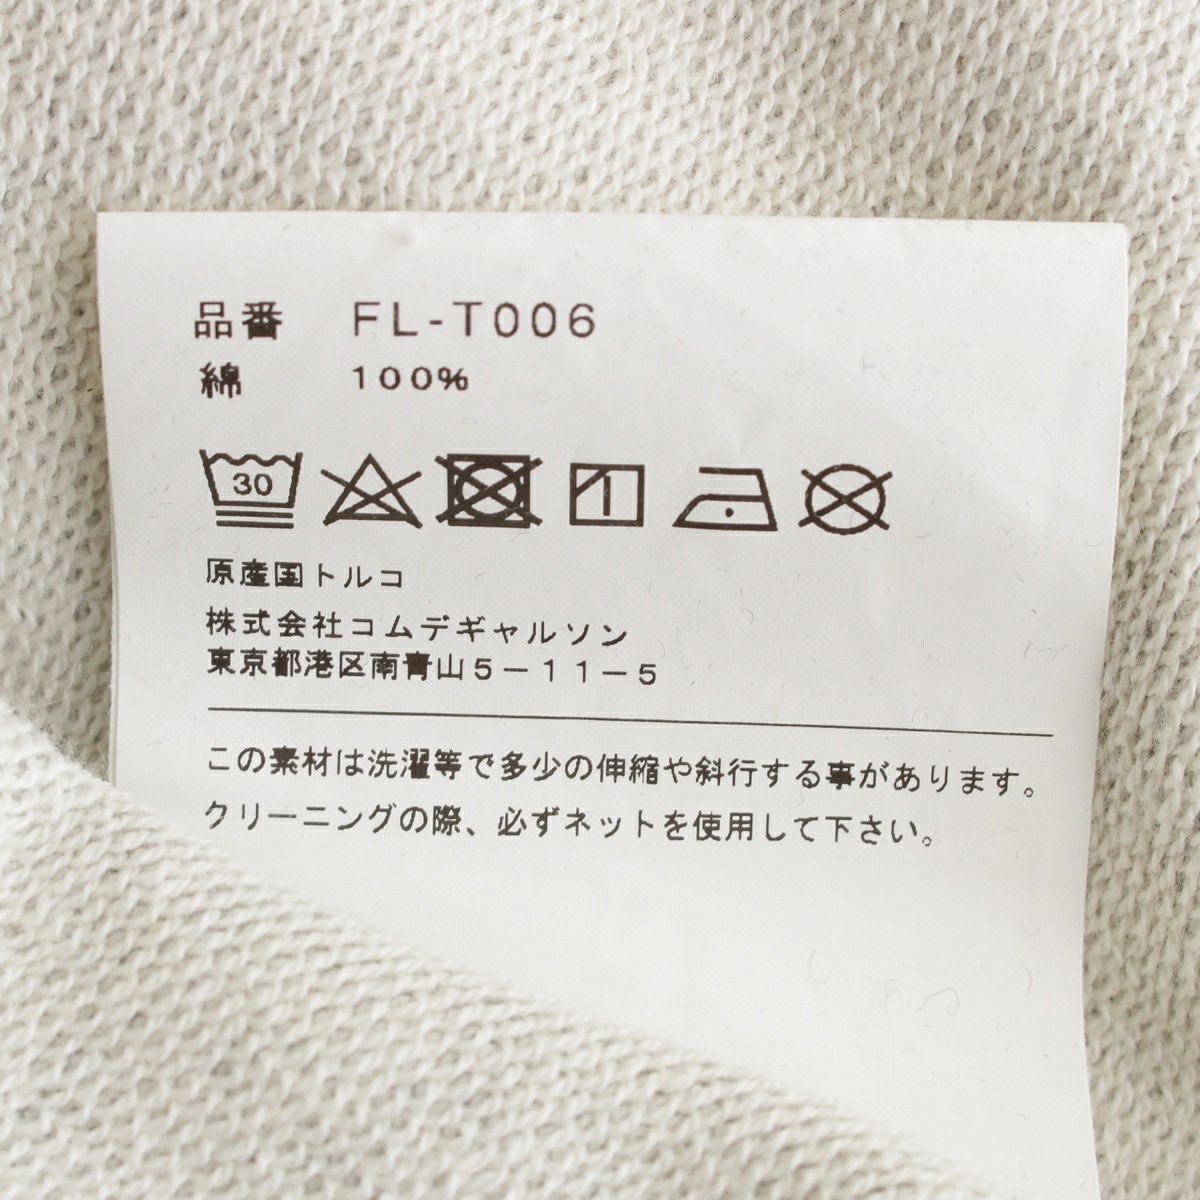 品番 FL-T006
綿 100%
30
原産国トルコ
株式会社コムデギャルソン
東京都港区南青山5-11-5
この素材は洗濯等で多少の伸縮や斜行する事があります。
クリーニングの際、必ずネットを使用して下さい。